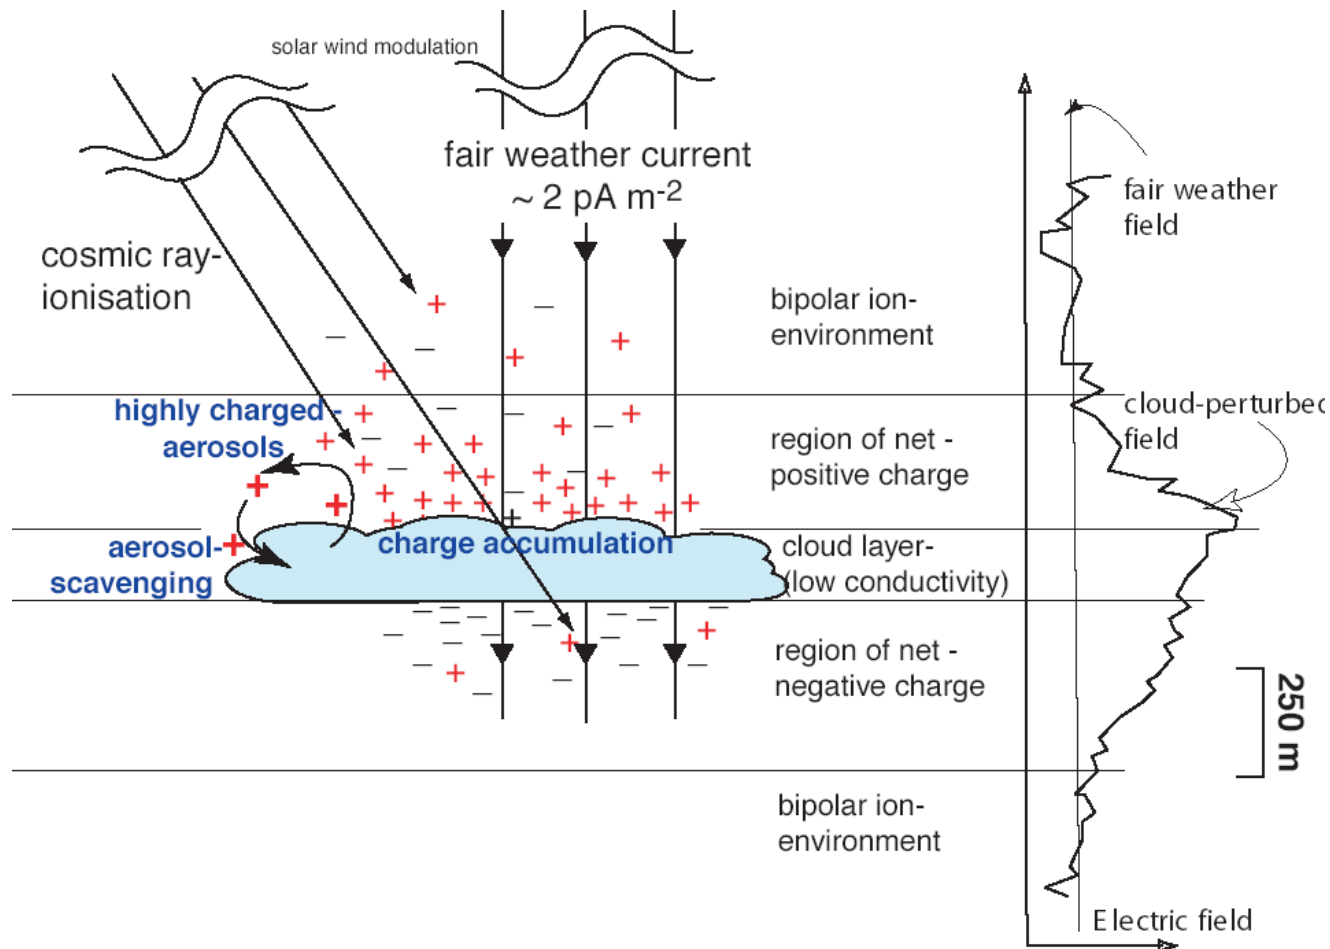 solar wind modulation
fair weather current
~ 2 pA m-2
cosmic ray-
ionisation
fair weather
field
bipolar ion-
environment
highly charged -
aerosols
cloud-perturbed
field
region of net -
positive charge
aerosol-
scavenging
charge accumulation
cloud layer-
(low conductivity)
region of net -
negative charge
250 m
bipolar ion-
environment
Electric field